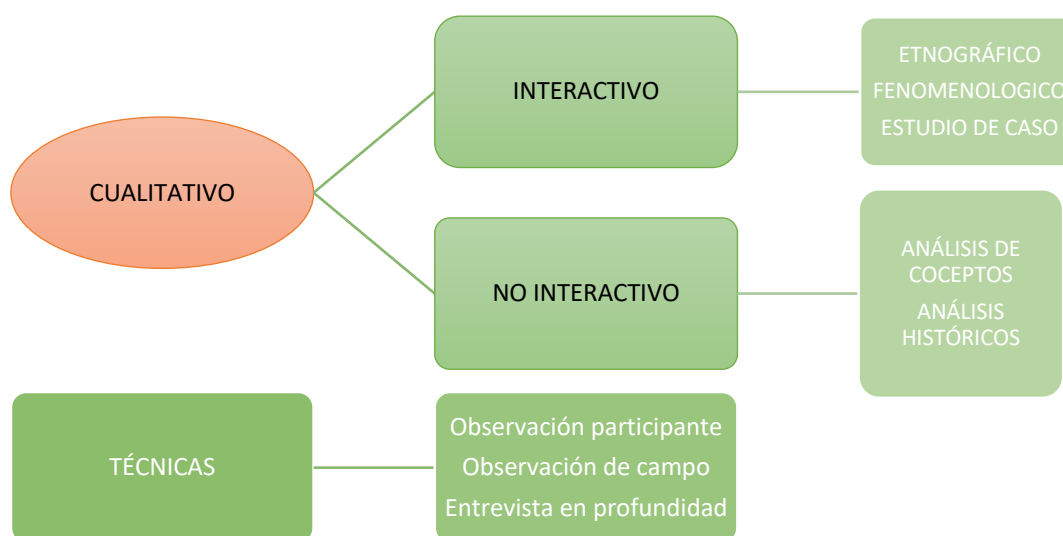 CUALITATIVO
INTERACTIVO
ETNOGRÁFICO
FENOMENOLOGICO
ESTUDIO DE CASO
NO INTERACTIVO
ANÁLISIS DE
COCEPTOS
ANÁLISIS
HISTÓRICOS
TÉCNICAS
Observación participante
Observación de campo
Entrevista en profundidad